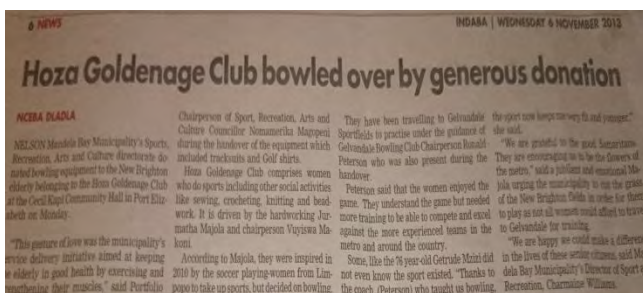 6 NEWS
INDABA | WEDNESDAY 6 NOVEMBER 2013
Hoza Goldenage Club bowled over by generous donation
NCEBA DLADLA
NELSON Mandela Bay Municipality's Sports,
Recreation, Arts and Culture directorate do-
nated bowling equipment to the New Brighton
elderly belonging to the Hoza Goldenage Club
at the Cecil Kapi Community Hall in Port Eliz-
abeth on Monday.
"This gesture of love was the municipality's
service delivery initiative aimed at keeping
the elderly in good health by exercising and
strengthening their muscles," said Portfolio
Chairperson of Sport, Recreation, Arts and
Culture Councillor Nomamerika Magopeni
during the handover of the equipment which
included tracksuits and Golf shirts.
Hoza Goldenage Club comprises women
who do sports including other social activities
like sewing, crocheting, knitting and bead-
work. It is driven by the hardworking Jur-
matha Majola and chairperson Vuyiswa Ma-
koni.
According to Majola, they were inspired in
2010 by the soccer playing-women from Lim-
popo to take up sports, but decided on bowling
They have been travelling to Gelvandale
Sportfields to practise under the guidance of
Gelvandale Bowling Club Chairperson Ronald
Peterson who was also present during the
handover.
Peterson said that the women enjoyed the
game. They understand the game but needed
more training to be able to compete and excel
against the more experienced teams in the
metro and around the country.
Some, like the 76 year-old Getrude Mziri did
not even know the sport existed. "Thanks to
the coach (Peterson) who taught us bowling,
the sport now keeps me very fit and younger,"
she said.
"We are grateful to the good Samaritans.
They are encouraging us to be the flowers of
the metro," said a jubilant and emotional Ma-
jola urging the municipality to
of the New Brighton fields in order for them
to play as not all women could afford to travel
to Gelvandale for training.
"We are happy we could make a difference
in the lives of these senior citizens, said
dela Bay Municipality's Director of Sport
Recreation, Charmaine Williams.